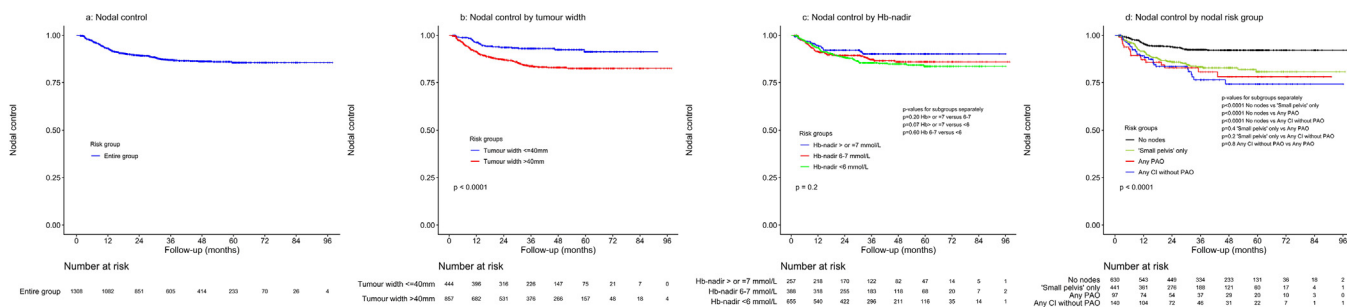 a: Nodal control
1.00
0.75
0.50
0.25
0.00
Nodal control
Risk group
Entire group
0 12 24 36 48 60 72 84 96
Follow-up (months)
Number at risk
Entire group 1308 1082 851 605 414 233 70 26 4
b: Nodal control by tumour width
1.00
0.75
0.50
0.25
0.00
Nodal control
Risk groups
Tumour width <=40mm
Tumour width >40mm
p < 0.0001
0 12 24 36 48 60 72 84 96
Follow-up (months)
Number at risk
Tumour width <=40mm 444 396 316 226 147 75 21 7 0
Tumour width >40mm 857 682 531 376 266 157 48 18 4
c: Nodal control by Hb-nadir
1.00
0.75
0.50
0.25
0.00
Nodal control
p-values for subgroups separately
p=0.20 Hb> or =7 versus 6-7
p=0.07 Hb> or =7 versus <6
p=0.60 Hb 6-7 versus <6
Risk groups
Hb-nadir > or =7 mmol/L
Hb-nadir 6-7 mmol/L
Hb-nadir <6 mmol/L
p = 0.2
0 12 24 36 48 60 72 84 96
Follow-up (months)
Number at risk
Hb-nadir > or =7 mmol/L 257 218 170 122 82 47 14 5 1
Hb-nadir 6-7 mmol/L 388 318 255 183 118 68 20 7 2
Hb-nadir <6 mmol/L 655 540 422 296 211 116 35 14 1
d: Nodal control by nodal risk group
1.00
0.75
0.50
0.25
0.00
Nodal control
p-values for subgroups separately
p<0.0001 No nodes vs 'Small pelvis' only
p<0.0001 No nodes vs Any PAO
p<0.0001 No nodes vs Any CI without PAO
p=0.4 'Small pelvis' only vs Any PAO
p=0.2 'Small pelvis' only vs Any CI without PAO
p=0.8 Any CI without PAO vs Any PAO
Risk groups
No nodes
'Small pelvis' only
Any PAO
Any CI without PAO
p < 0.0001
0 12 24 36 48 60 72 84 96
Follow-up (months)
Number at risk
No nodes 630 543 449 334 233 131 36 18 2
'Small pelvis' only 441 361 276 188 121 60 17 4 1
Any PAO 97 74 54 37 29 20 10 3 0
Any CI without PAO 140 104 72 46 31 22 7 1 1